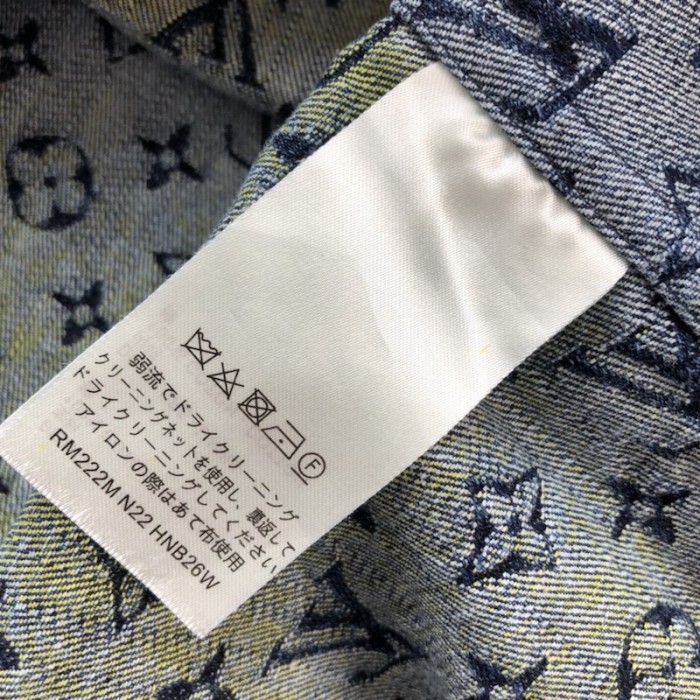 弱流でドライクリーニング
クリーニングネットを使用し、裏返して
ドライクリーニングしてください
アイロンの際はあて布使用
RM222M N22 HNB26W